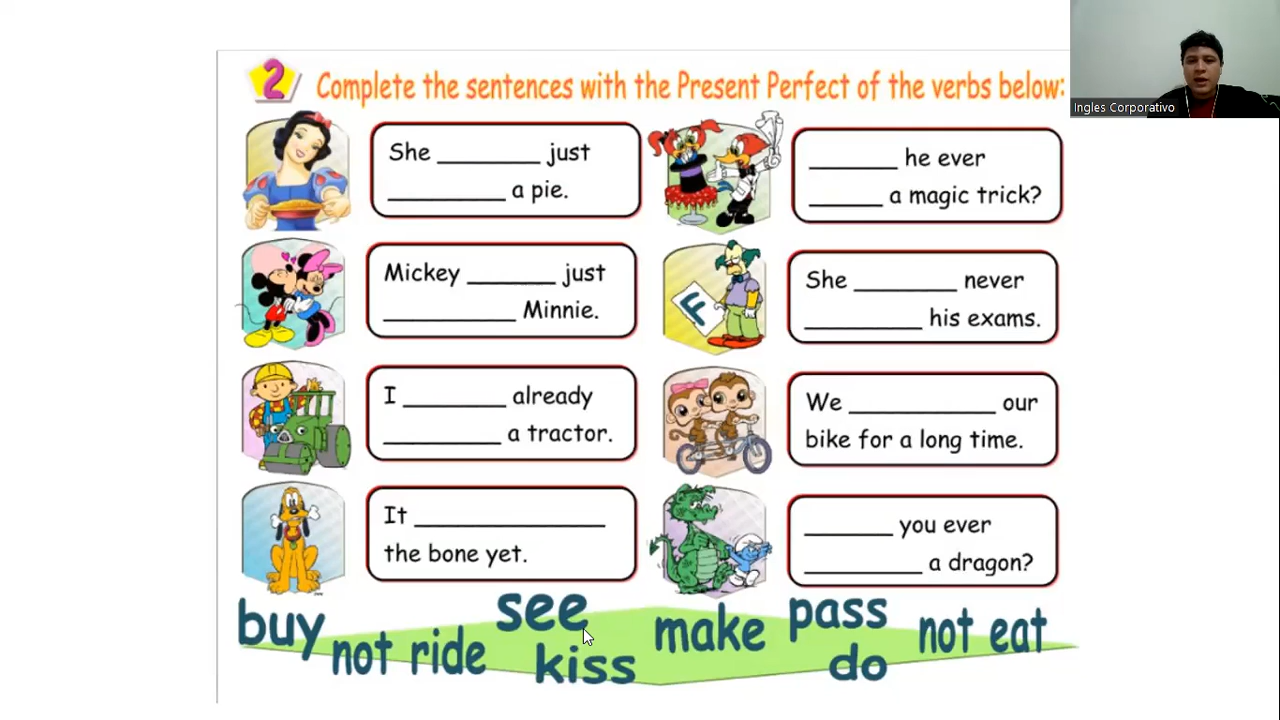 2 Complete the sentences with the Present Perfect of the verbs below:
Ingles Corporativo
She ________ just
_________ a pie.
_______ he ever
______ a magic trick?
Mickey _______ just
__________ Minnie.
She ________ never
_________ his exams.
F
I ________ already
_________ a tractor.
We ___________ our
bike for a long time.
It _______________
the bone yet.
_______ you ever
_________ a dragon?
buy not ride see kiss make pass do not eat